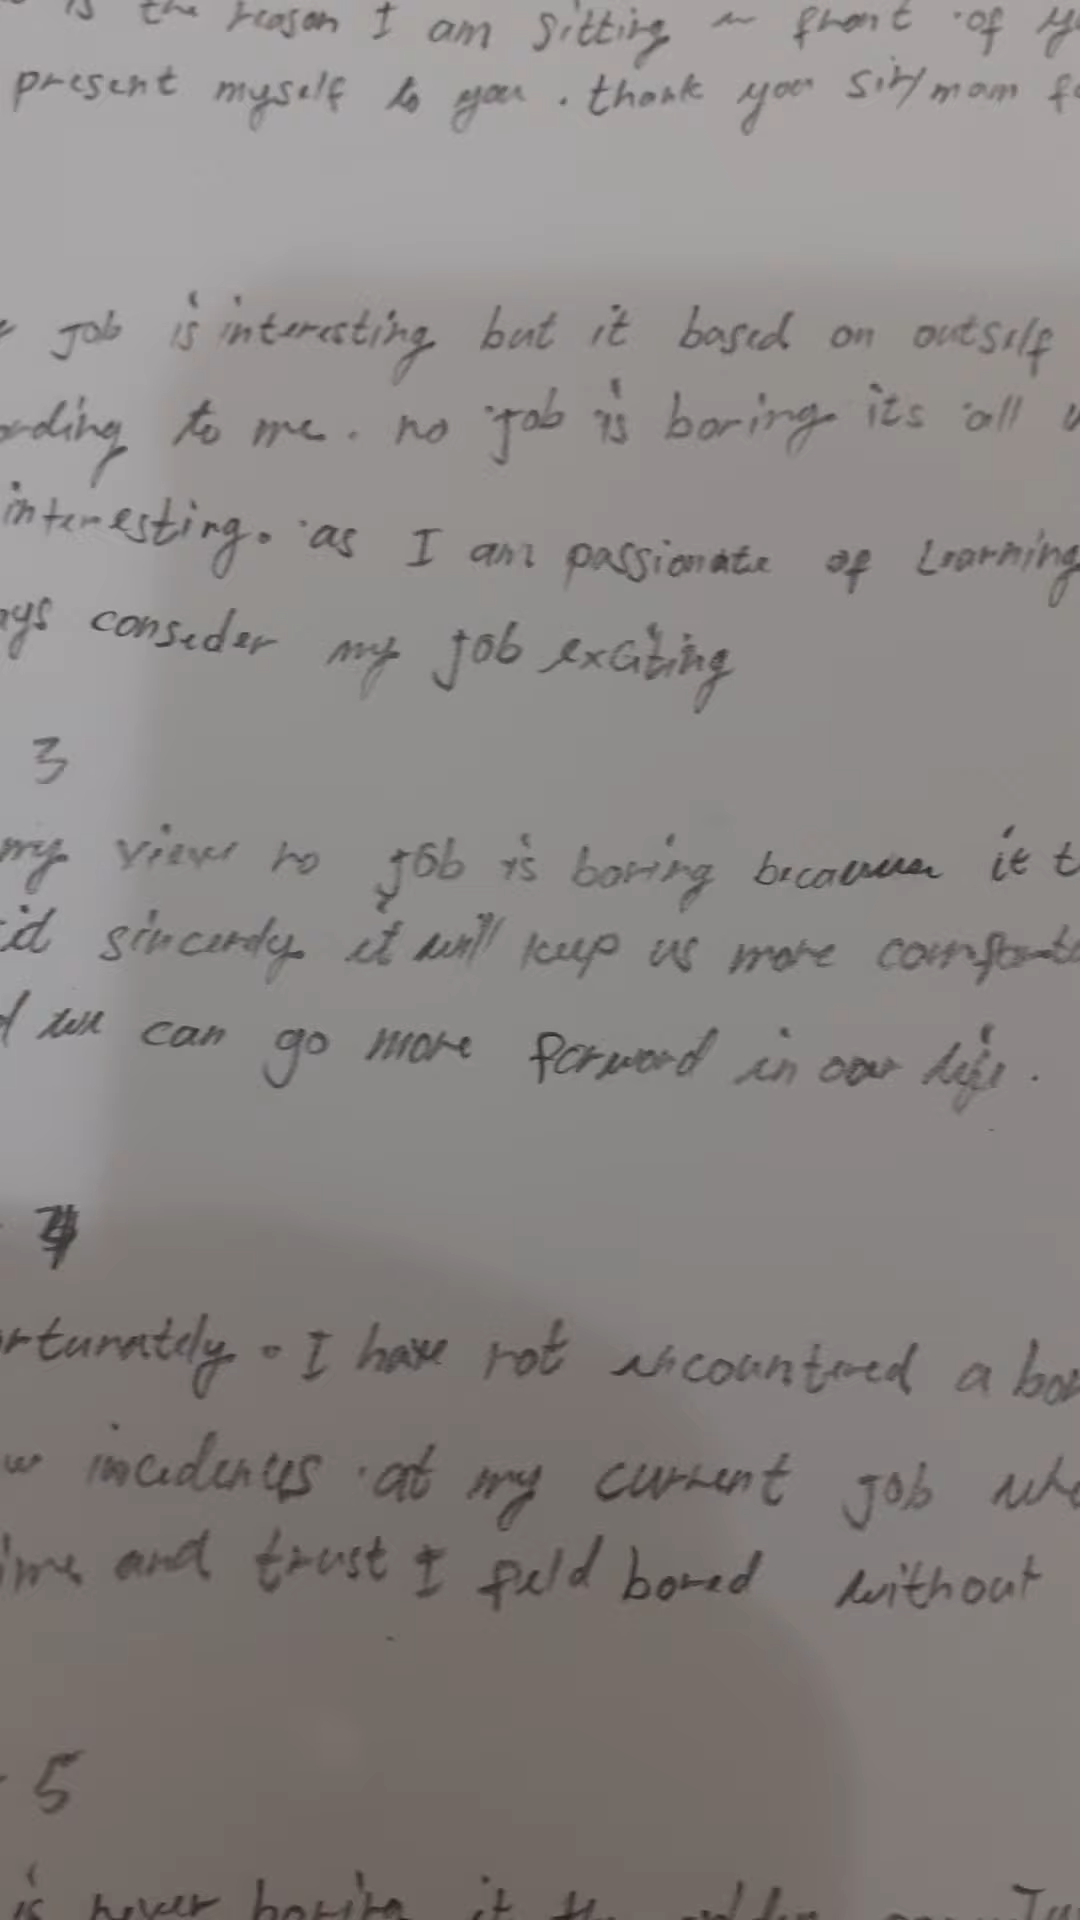 is the reason I am sitting in front of
present myself to you. thank you Sir/mam
job is interesting but it based on outself
to me. no job is boring its all
interesting. as I am passionate of Learning
conseder my job exciting
3
my view no job is boring because it
sincerely it will keep us more
we can go more forword in our life.
4
I have not encountered a
incidences at my current job
and trust I feld bored without
5
is never boring it